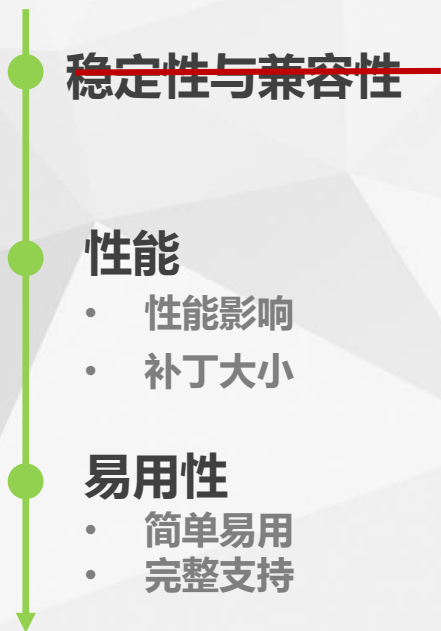 稳定性与兼容性
性能
• 性能影响
• 补丁大小
易用性
• 简单易用
• 完整支持